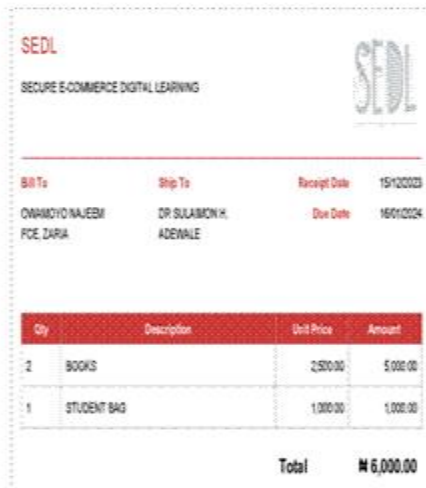 SEDL
SEDL
SECURE E-COMMERCE DIGITAL LEARNING
Bill To Ship To Receipt Date 15/12/2023
OWAMOYO NAJEEM DR. SULAIMON H. Due Date 16/01/2024
FCE, ZARIA ADEWALE
Qty Description Unit Price Amount
2 BOOKS 2,500.00 5,000.00
1 STUDENT BAG 1,000.00 1,000.00
Total ₦ 6,000.00